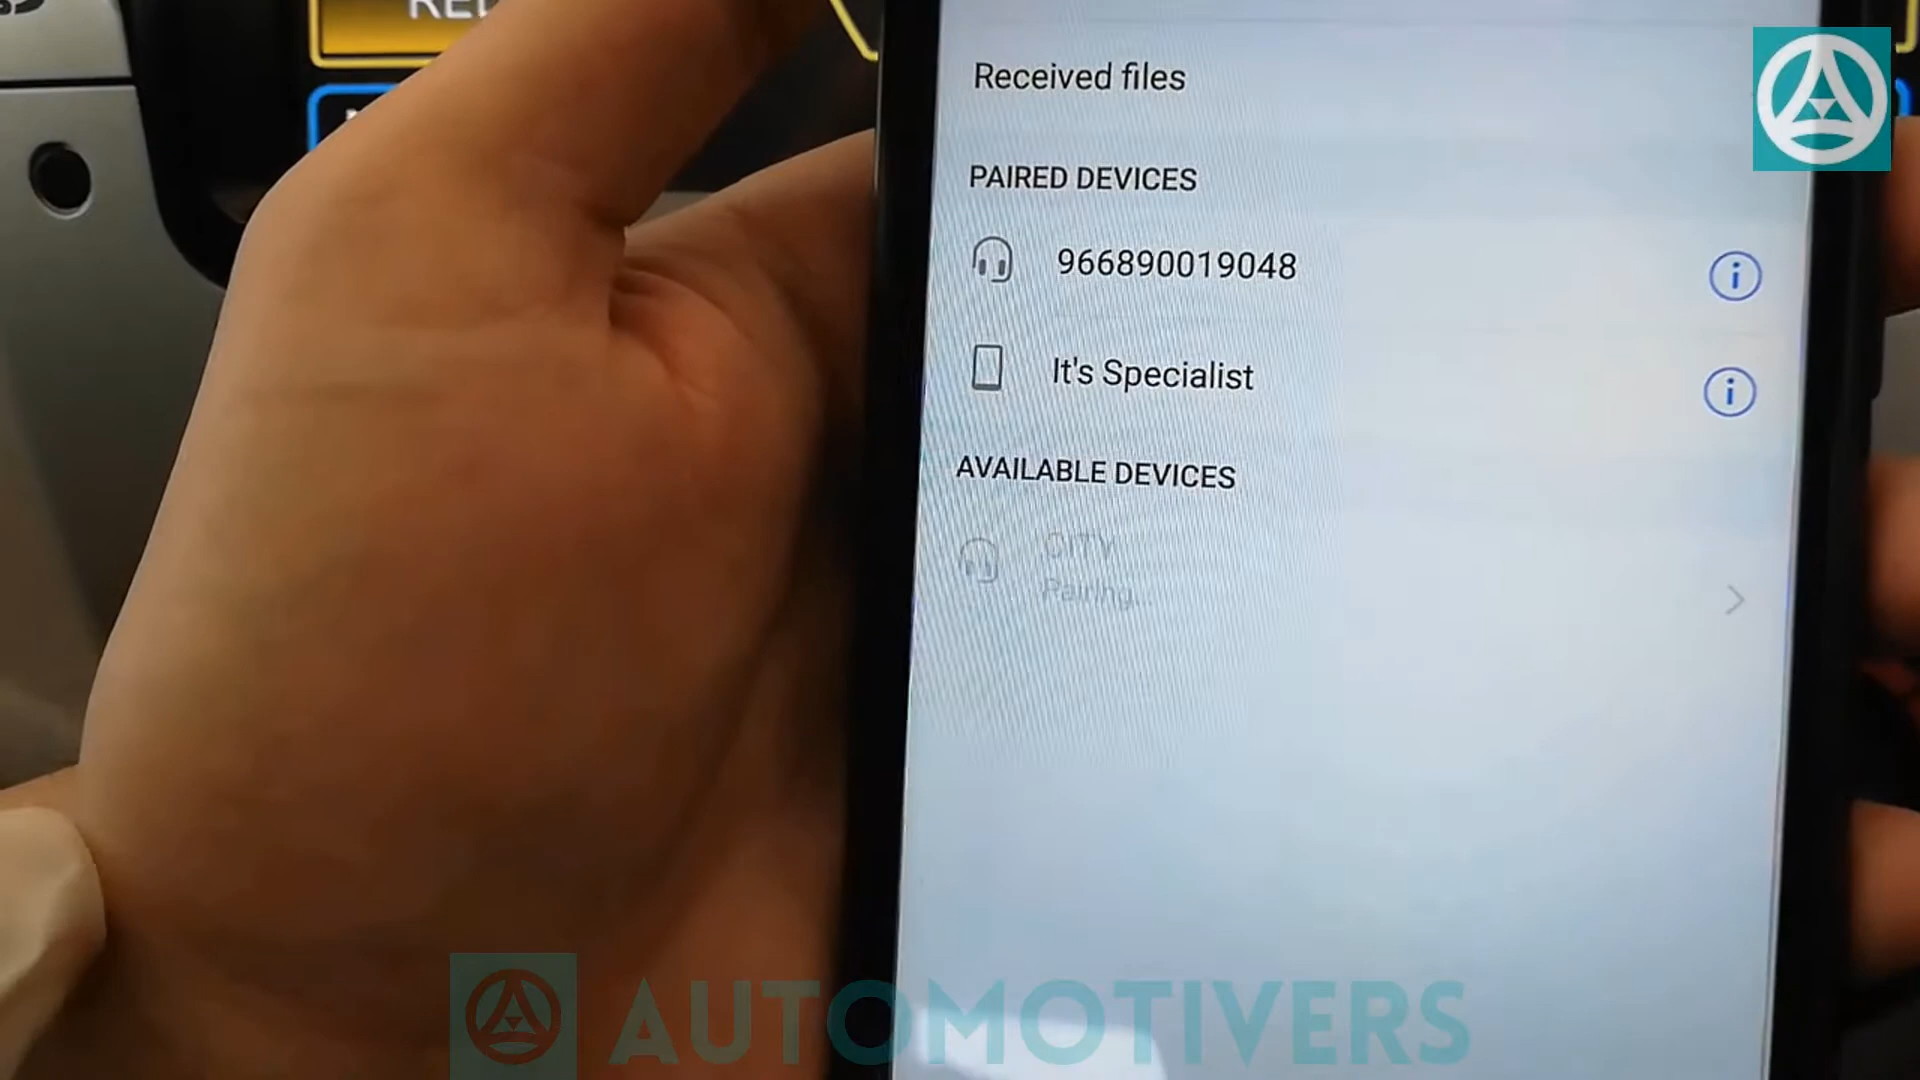 Received files
PAIRED DEVICES
966890019048
It's Specialist
AVAILABLE DEVICES
CITY
Pairing...
AUTOMOTIVERS